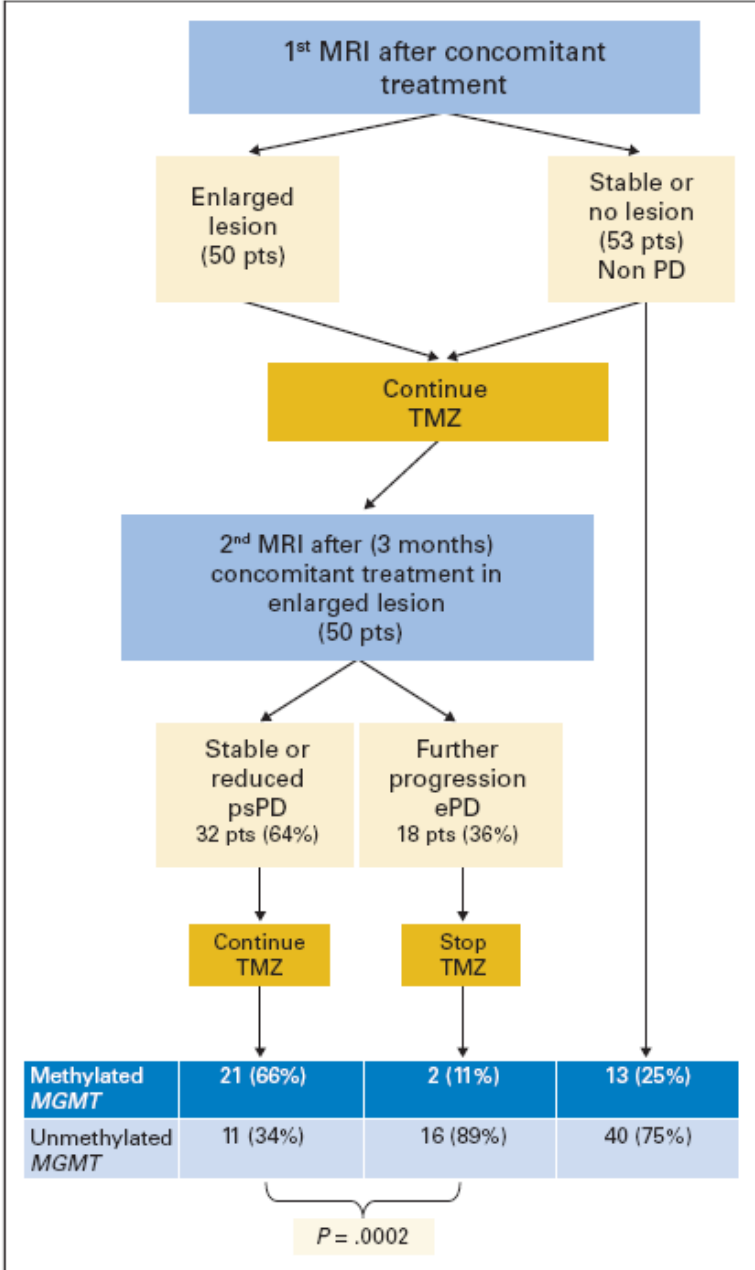 1st MRI after concomitant
treatment
Enlarged
lesion
(50 pts)
Stable or
no lesion
(53 pts)
Non PD
Continue
TMZ
2nd MRI after (3 months)
concomitant treatment in
enlarged lesion
(50 pts)
Stable or
reduced
psPD
32 pts (64%)
Further
progression
ePD
18 pts (36%)
Continue
TMZ
Stop
TMZ
Methylated
MGMT
21 (66%)
2 (11%)
13 (25%)
Unmethylated
MGMT
11 (34%)
16 (89%)
40 (75%)
P = .0002